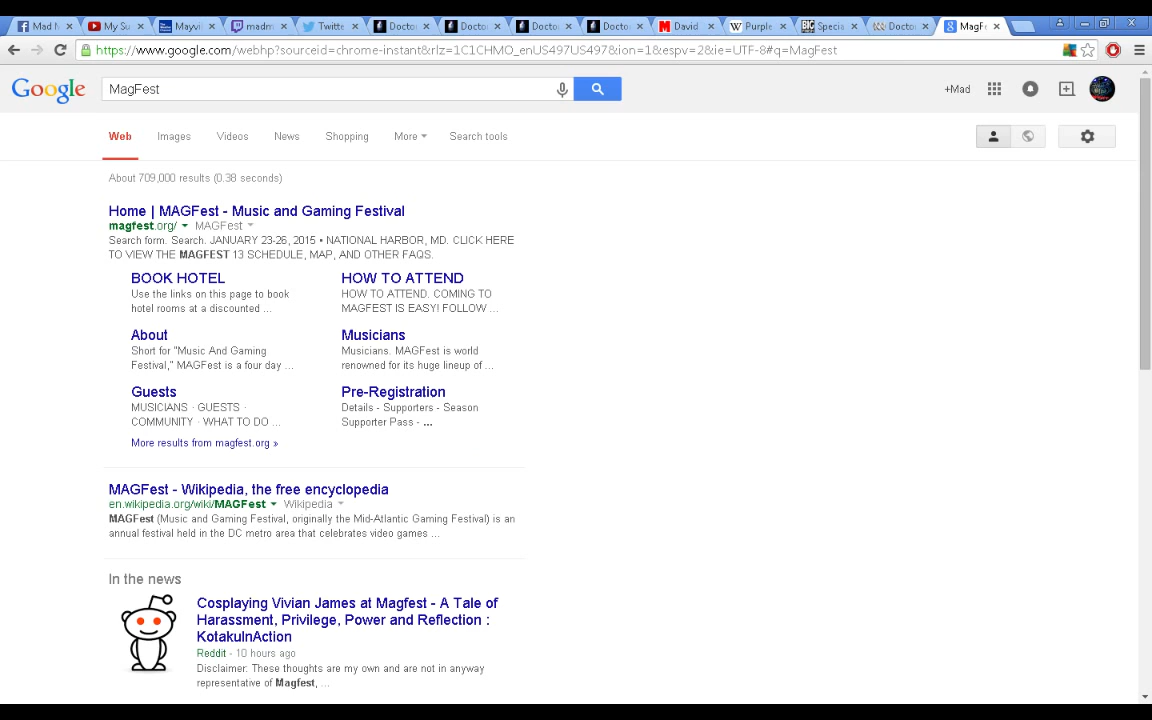 Mad M
My Su
Mayvi
madm
Twitte
Docto
Docto
Docto
Docto
David
Purple
BIG Specia
Doctor
MagFe
https://www.google.com/webhp?sourceid=chrome-instant&rlz=1C1CHMO_enUS497US497&ion=1&espv=2&ie=UTF-8#q=MagFest
Google
MagFest
+Mad
Web Images Videos News Shopping More Search tools
About 709,000 results (0.38 seconds)
Home | MAGFest - Music and Gaming Festival
magfest.org/ MAGFest
Search form. Search. JANUARY 23-26, 2015 • NATIONAL HARBOR, MD. CLICK HERE
TO VIEW THE MAGFEST 13 SCHEDULE, MAP, AND OTHER FAQS.
BOOK HOTEL
Use the links on this page to book
hotel rooms at a discounted ...
HOW TO ATTEND
HOW TO ATTEND. COMING TO
MAGFEST IS EASY! FOLLOW ...
About
Short for "Music And Gaming
Festival," MAGFest is a four day ...
Musicians
Musicians. MAGFest is world
renowned for its huge lineup of ...
Guests
MUSICIANS · GUESTS ·
COMMUNITY · WHAT TO DO ...
Pre-Registration
Details - Supporters - Season
Supporter Pass - ...
More results from magfest.org »
MAGFest - Wikipedia, the free encyclopedia
en.wikipedia.org/wiki/MAGFest Wikipedia
MAGFest (Music and Gaming Festival, originally the Mid-Atlantic Gaming Festival) is an
annual festival held in the DC metro area that celebrates video games ...
In the news
Cosplaying Vivian James at Magfest - A Tale of
Harassment, Privilege, Power and Reflection :
KotakuInAction
Reddit - 10 hours ago
Disclaimer: These thoughts are my own and are not in anyway
representative of Magfest, ...